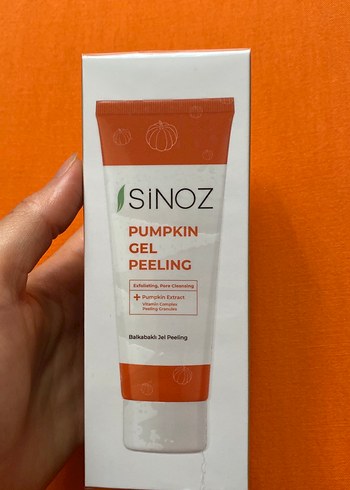 SiNOZ
PUMPKIN
GEL
PEELING
Exfoliating, Pore Cleansing
+ Pumpkin Extract
Vitamin Complex
Peeling Granules
Balkabaklı Jel Peeling